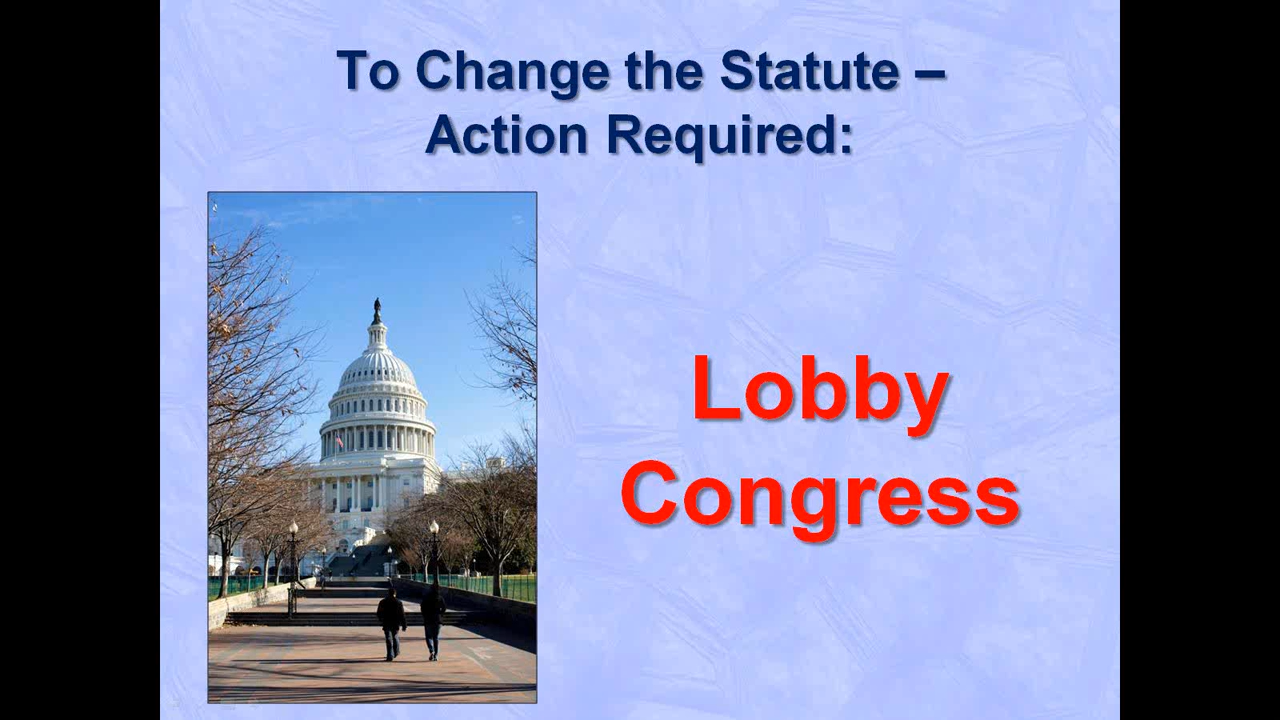 To Change the Statute –
Action Required:
Lobby
Congress